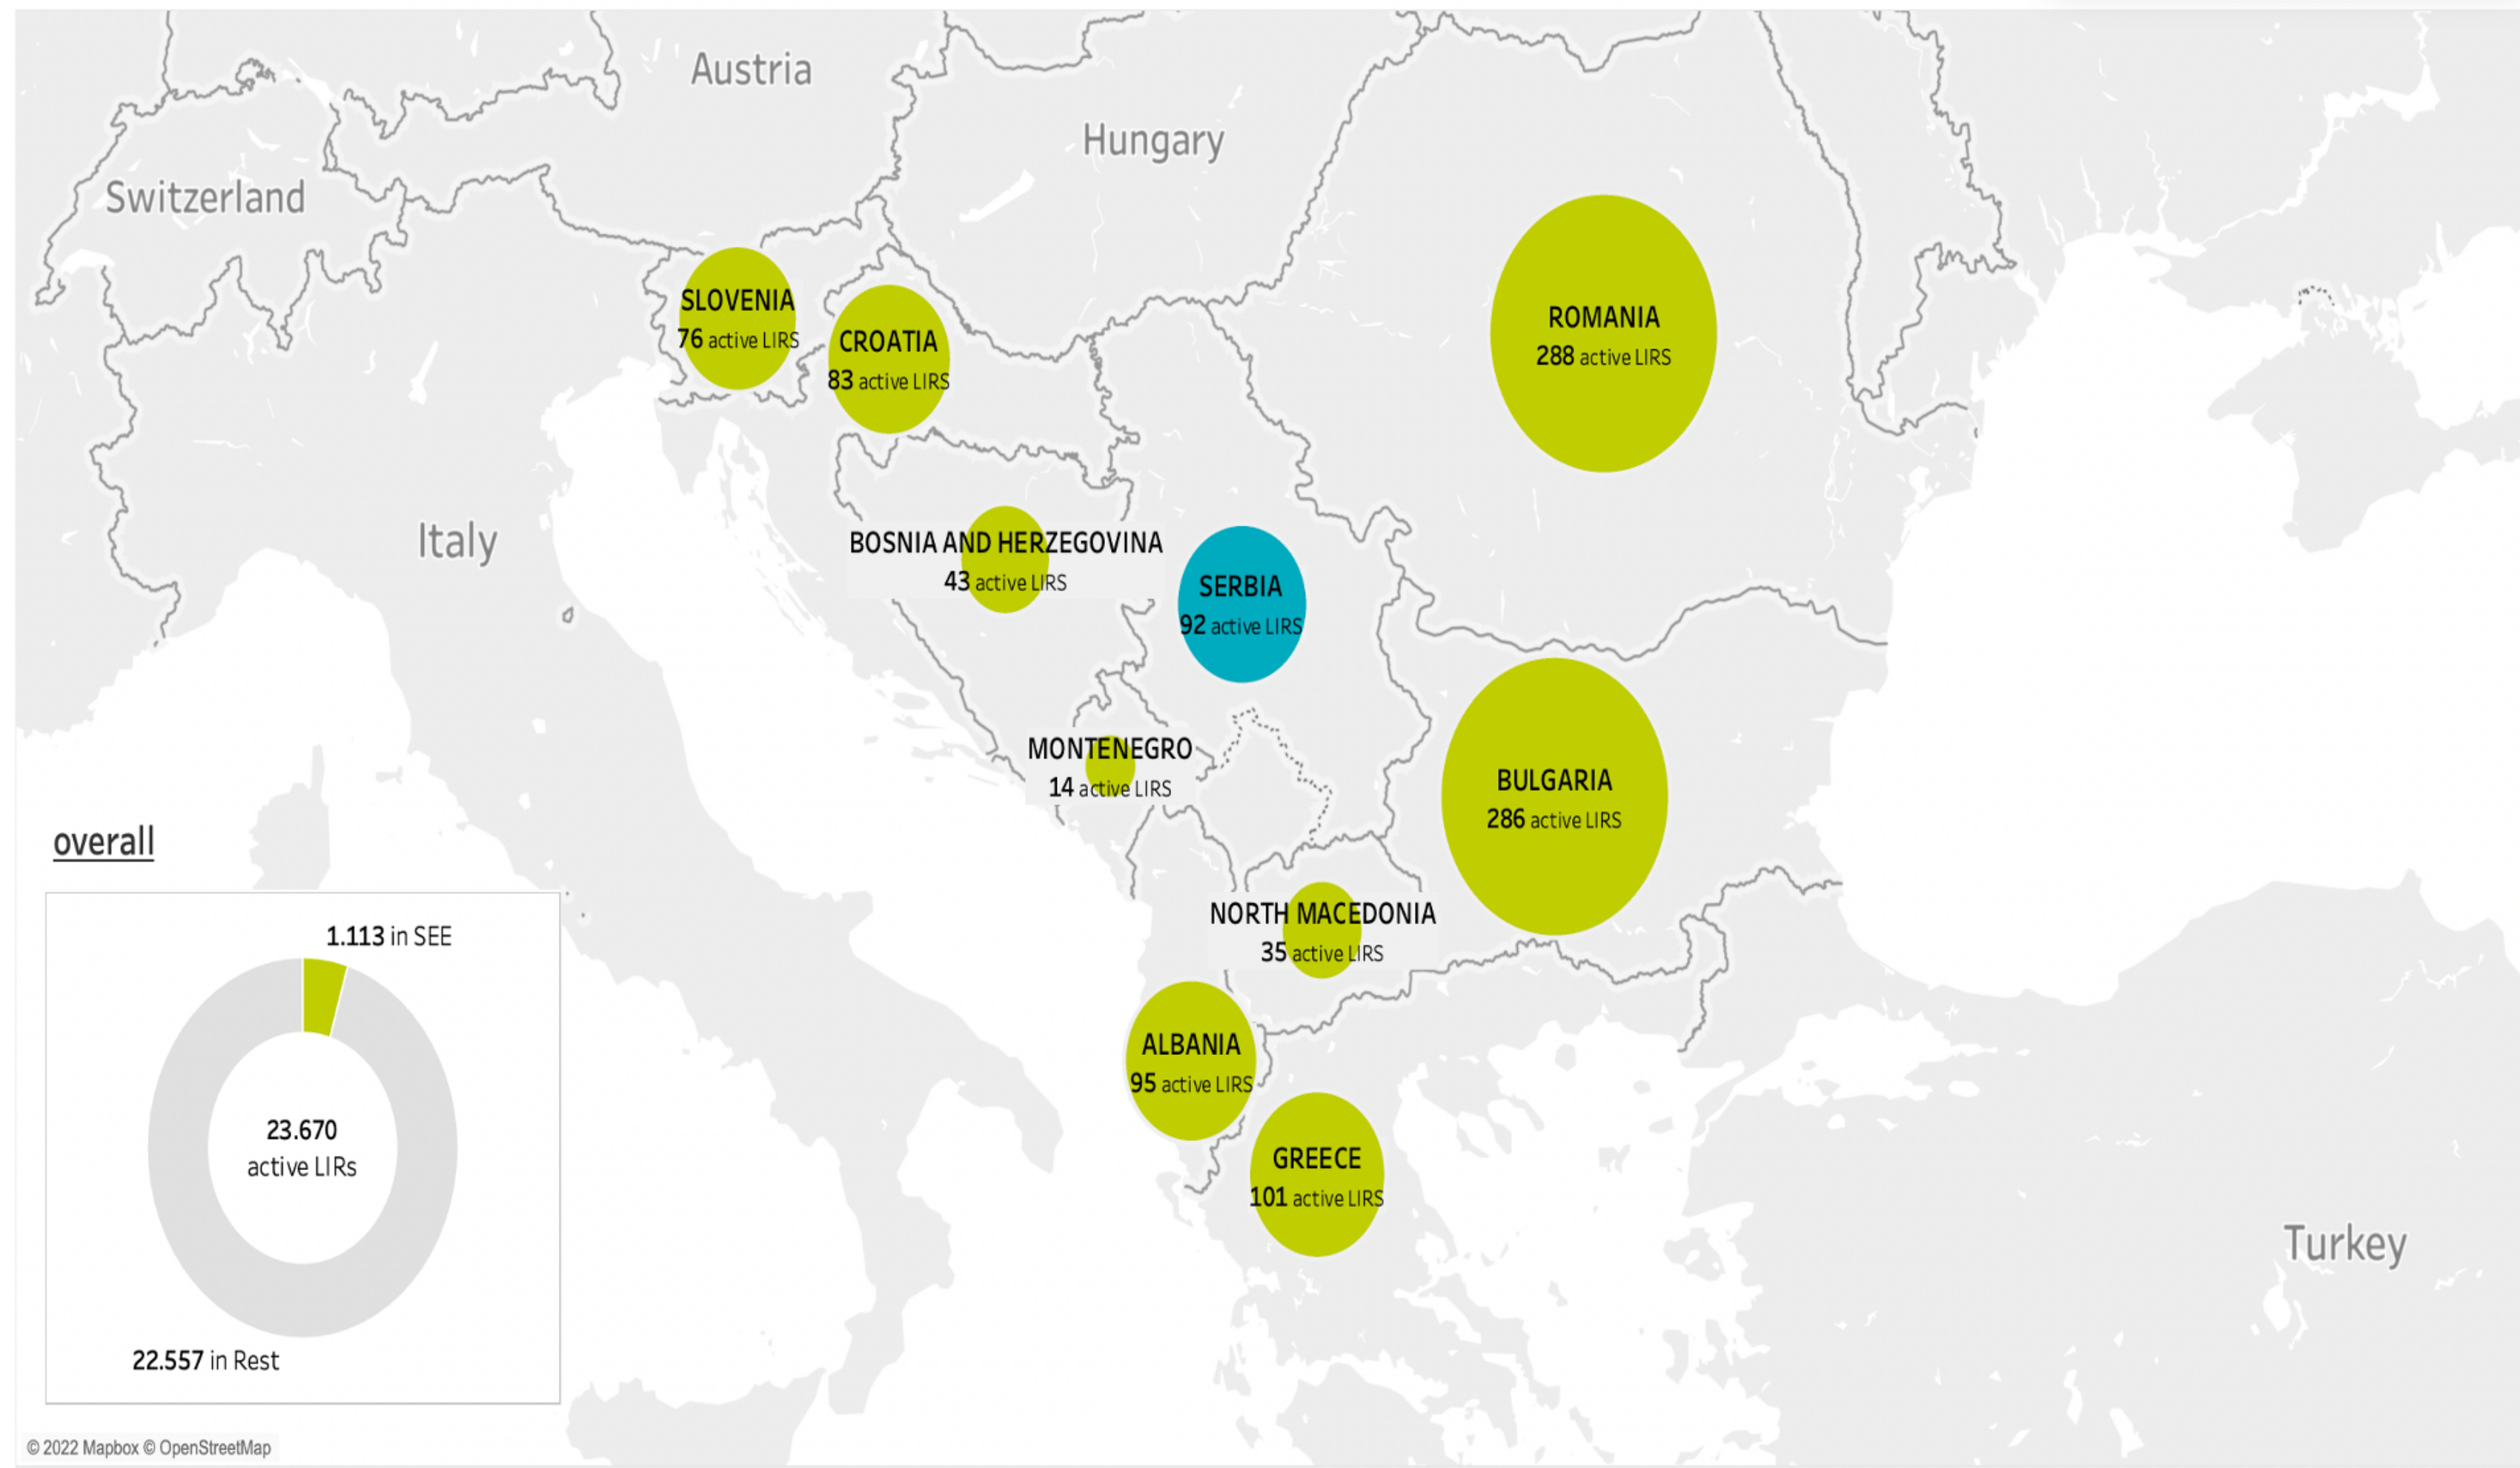 Austria
Hungary
Switzerland
SLOVENIA
76 active LIRS
CROATIA
83 active LIRS
ROMANIA
288 active LIRS
Italy
BOSNIA AND HERZEGOVINA
43 active LIRS
SERBIA
92 active LIRS
MONTENEGRO
14 active LIRS
BULGARIA
286 active LIRS
NORTH MACEDONIA
35 active LIRS
ALBANIA
95 active LIRS
GREECE
101 active LIRS
Turkey
overall
1.113 in SEE
23.670
active LIRs
22.557 in Rest
© 2022 Mapbox © OpenStreetMap